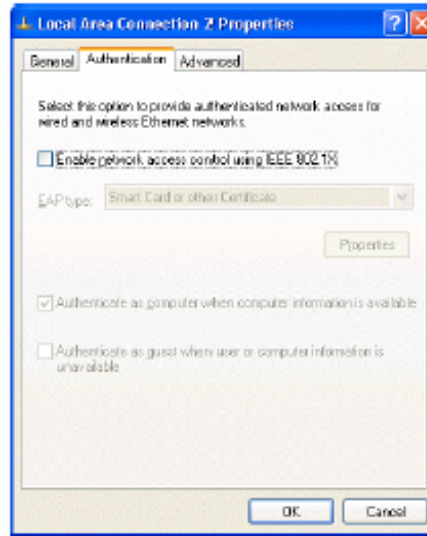 Local Area Connection 2 Properties
General Authentication Advanced
Select this option to provide authenticated network access for
wired and wireless Ethernet networks.
Enable network access control using IEEE 802.1X
EAP type: Smart Card or other Certificate
Properties
Authenticate as computer when computer information is available
Authenticate as guest when user or computer information is
unavailable
OK Cancel